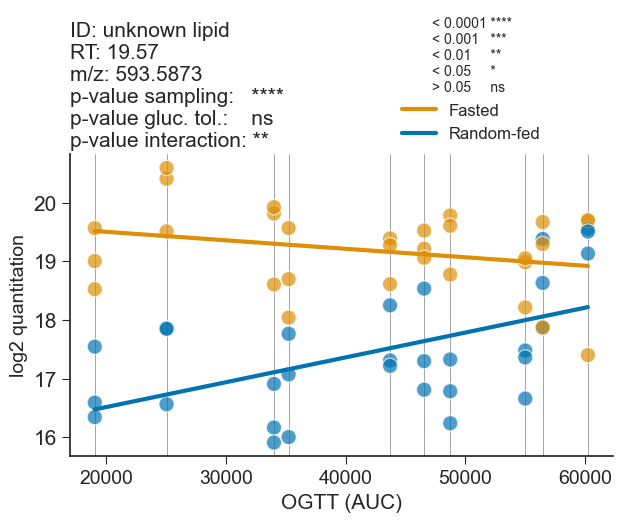 ID: unknown lipid
RT: 19.57
m/z: 593.5873
p-value sampling: ****
p-value gluc. tol.: ns
p-value interaction: **
< 0.0001 ****
< 0.001 ***
< 0.01 **
< 0.05 *
> 0.05 ns
Fasted
Random-fed
log2 quantitation
20
19
18
17
16
20000 30000 40000 50000 60000
OGTT (AUC)